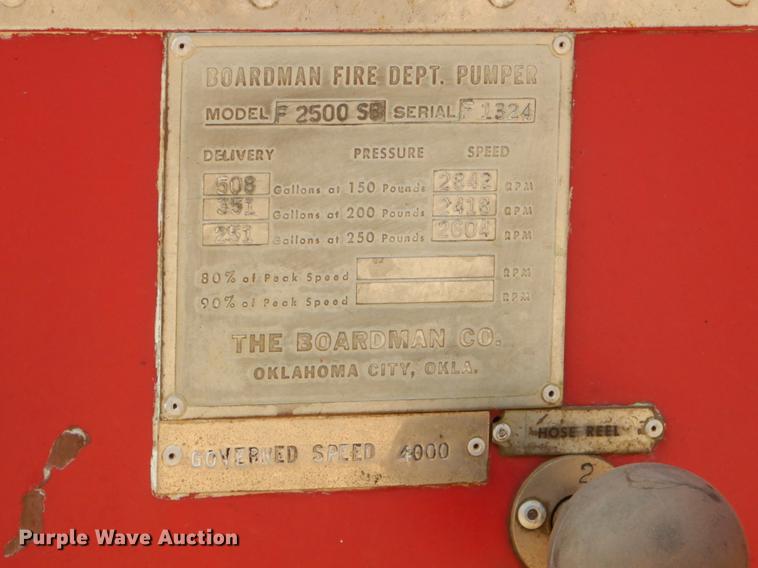 BOARDMAN FIRE DEPT. PUMPER
MODEL F 2500 SB SERIAL F 1324
DELIVERY PRESSURE SPEED
508 Gallons at 150 Pounds 2842 RPM
351 Gallons at 200 Pounds 2418 RPM
251 Gallons at 250 Pounds 2604 RPM
80% of Peak Speed RPM
90% of Peak Speed RPM
THE BOARDMAN CO.
OKLAHOMA CITY, OKLA.
GOVERNED SPEED 4000
HOSE REEL
2
Purple Wave Auction